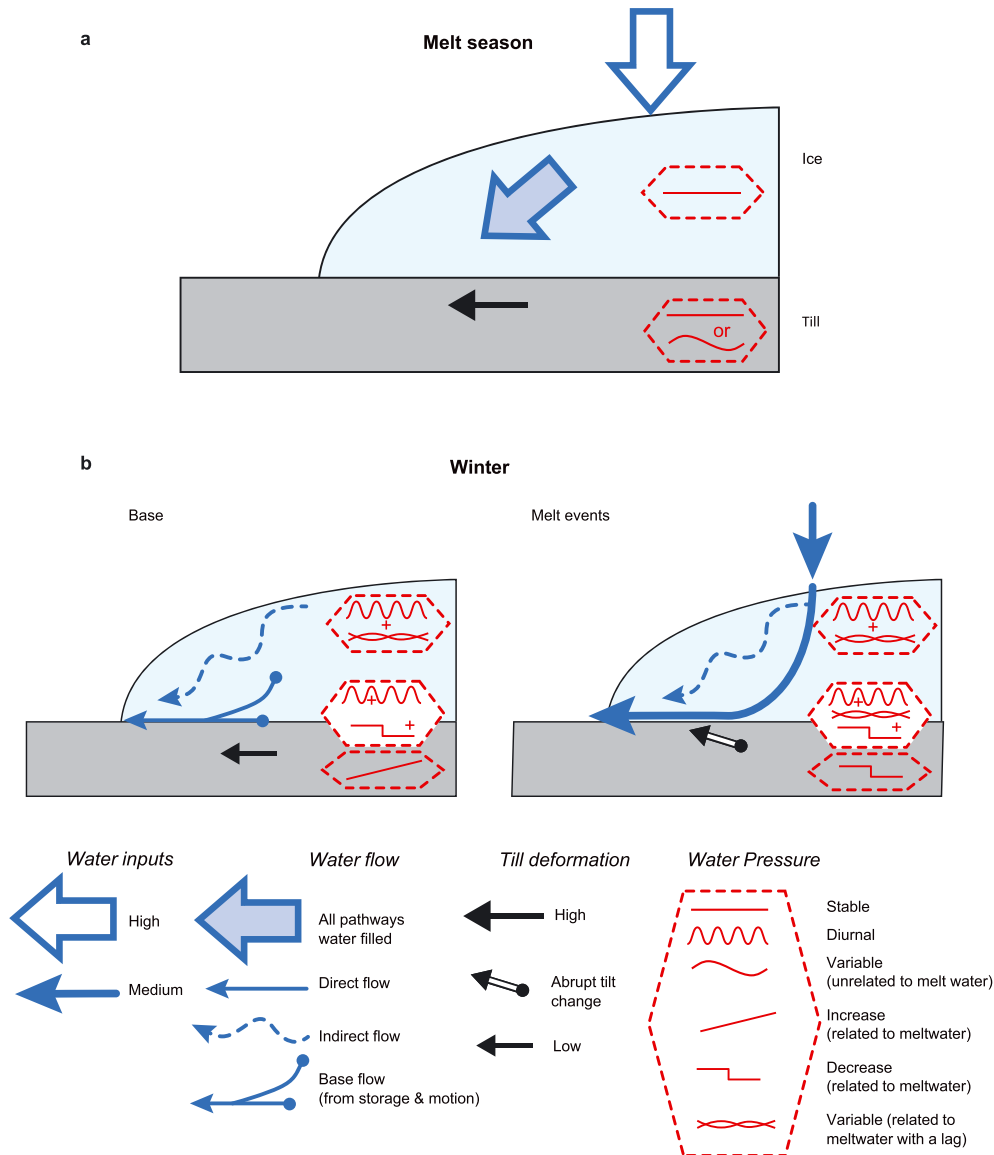 a
Melt season
Ice
or
Till
b
Winter
Base
Melt events
+
+
+
+
+
+
Water inputs
Water flow
Till deformation
Water Pressure
High
Medium
All pathways
water filled
Direct flow
Indirect flow
Base flow
(from storage & motion)
High
Abrupt tilt
change
Low
Stable
Diurnal
Variable
(unrelated to melt water)
Increase
(related to meltwater)
Decrease
(related to meltwater)
Variable (related to
meltwater with a lag)